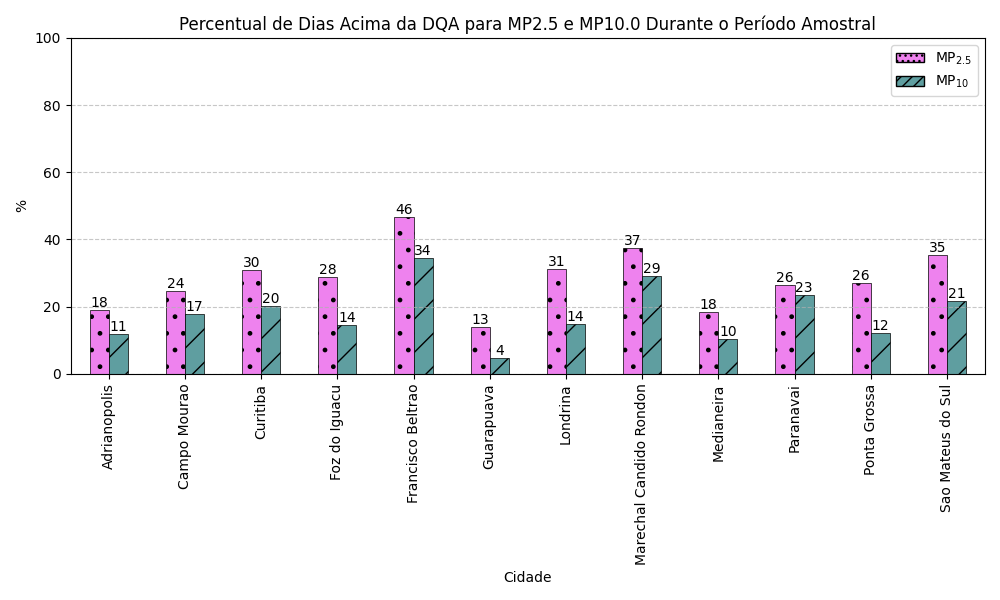 Percentual de Dias Acima da DQA para MP2.5 e MP10.0 Durante o Período Amostral
MP2.5
MP10
100
80
60
40
20
0
%
18 11 24 17 30 20 28 14 46 34 13 4 31 14 37 29 18 10 26 23 26 12 35 21
Adrianopolis
Campo Mourao
Curitiba
Foz do Iguacu
Francisco Beltrao
Guarapuava
Londrina
Marechal Candido Rondon
Medianeira
Paranavai
Ponta Grossa
Sao Mateus do Sul
Cidade